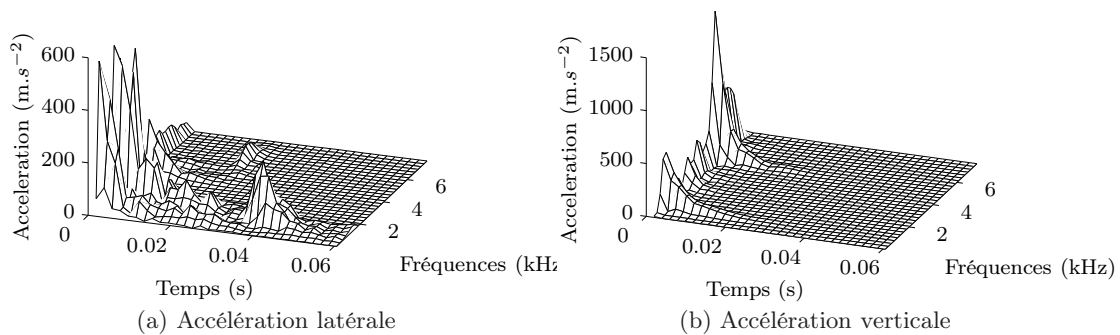 Acceleration (m.s⁻²)
600
400
200
0
0
0.02
0.04
0.06
2
4
6
Temps (s)
Fréquences (kHz
(a) Accélération latérale
Acceleration (m.s⁻²)
1500
1000
500
0
0
0.02
0.04
0.06
2
4
6
Temps (s)
Fréquences (kHz)
(b) Accélération verticale